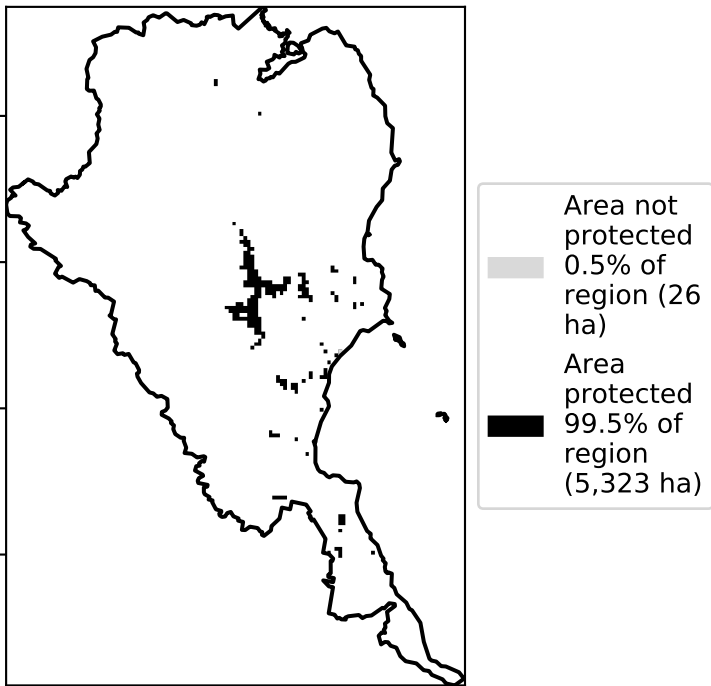 Area not
protected
0.5% of
region (26
ha)
Area
protected
99.5% of
region
(5,323 ha)